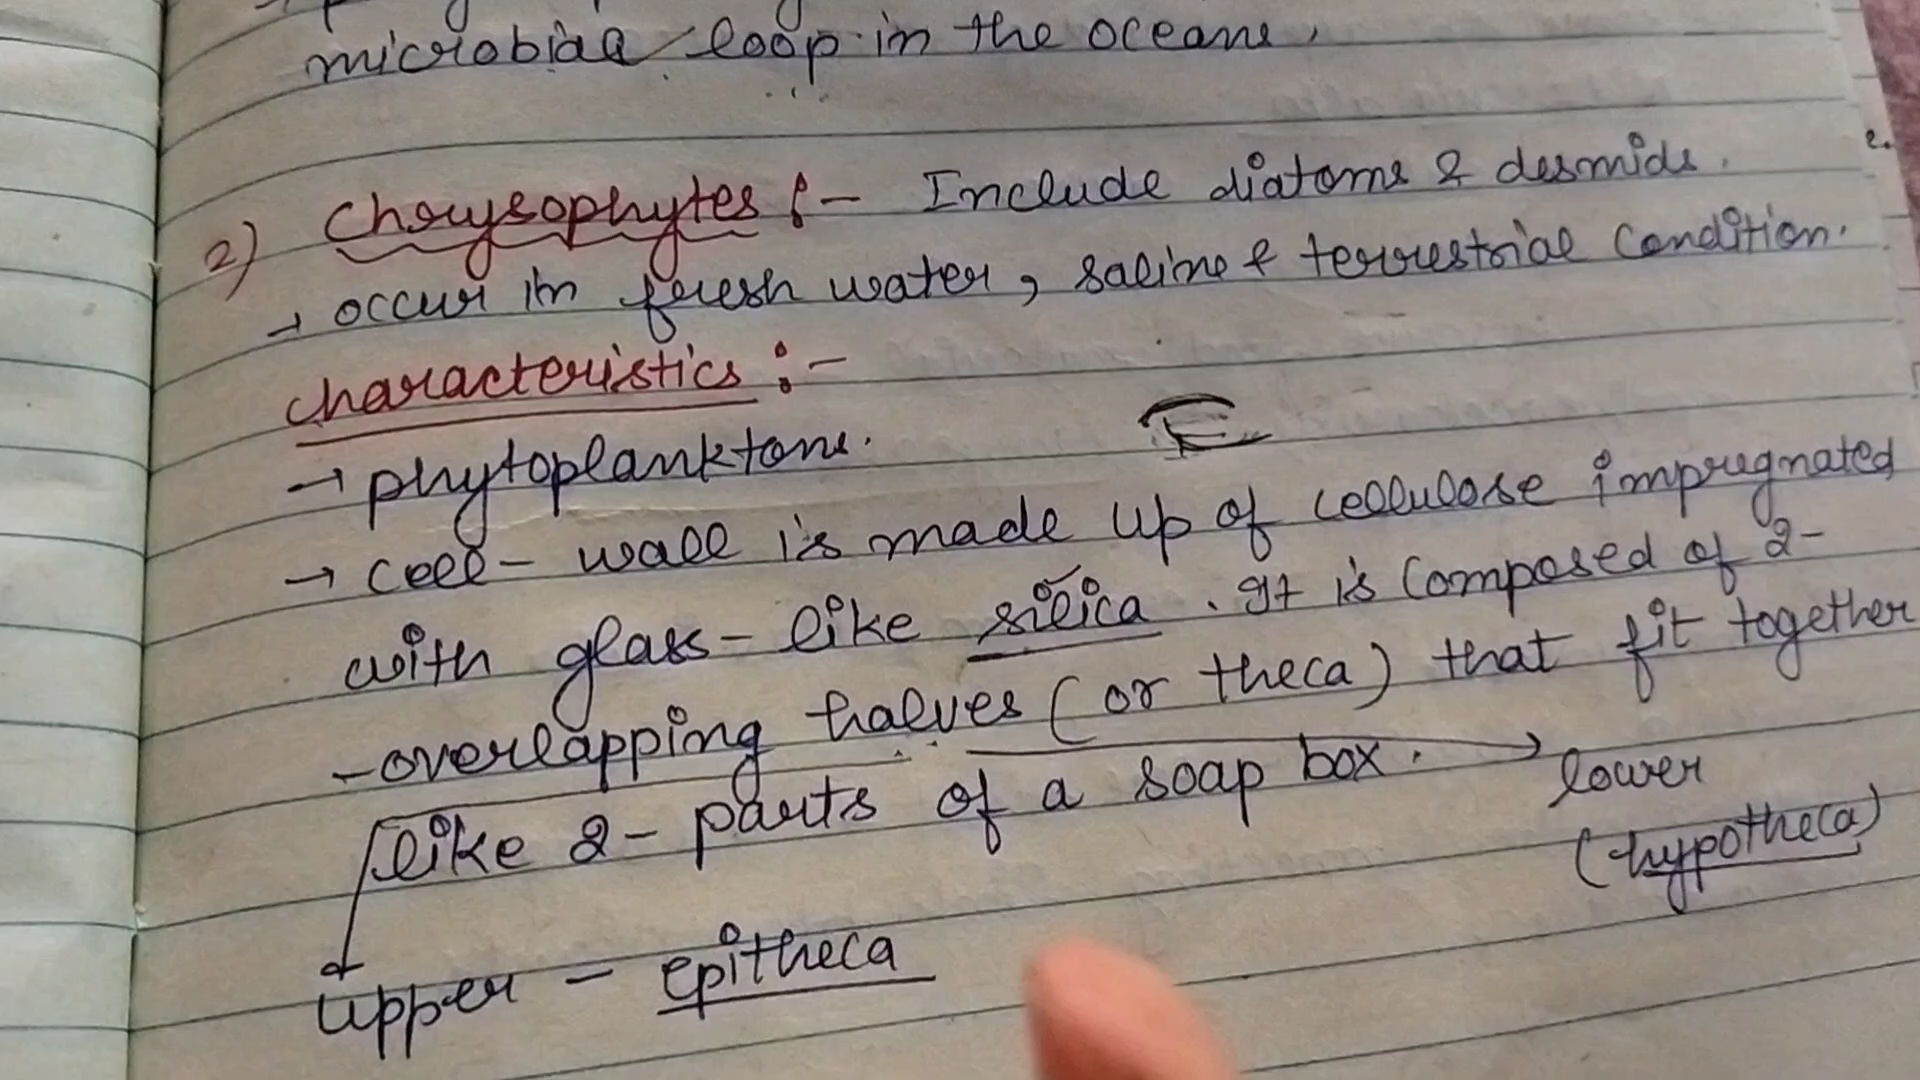 microbial loop in the oceans.
2) Chrysophytes :- Include diatoms & desmids.
→ occur in fresh water, saline & terrestrial condition.
characteristics :-
→ phytoplanktons.
→ cell-wall is made up of cellulose impregnated
with glass-like silica. It is composed of 2-
-overlapping halves (or theca) that fit together
like 2-parts of a soap box. → lower
(hypotheca)
upper - epitheca